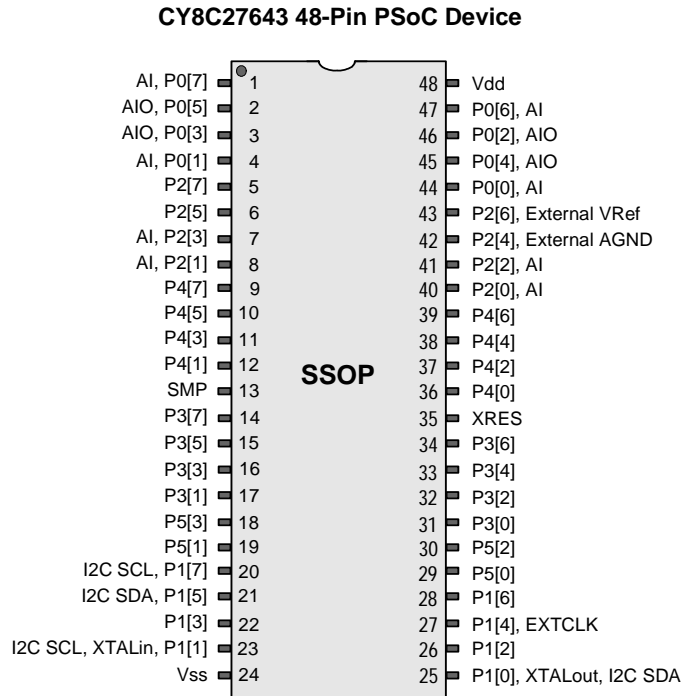 CY8C27643 48-Pin PSoC Device
AI, P0[7] 1 48 Vdd
AIO, P0[5] 2 47 P0[6], AI
AIO, P0[3] 3 46 P0[2], AIO
AI, P0[1] 4 45 P0[4], AIO
P2[7] 5 44 P0[0], AI
P2[5] 6 43 P2[6], External VRef
AI, P2[3] 7 42 P2[4], External AGND
AI, P2[1] 8 41 P2[2], AI
P4[7] 9 40 P2[0], AI
P4[5] 10 39 P4[6]
P4[3] 11 38 P4[4]
P4[1] 12 37 P4[2]
SSOP
SMP 13 36 P4[0]
P3[7] 14 35 XRES
P3[5] 15 34 P3[6]
P3[3] 16 33 P3[4]
P3[1] 17 32 P3[2]
P5[3] 18 31 P3[0]
P5[1] 19 30 P5[2]
I2C SCL, P1[7] 20 29 P5[0]
I2C SDA, P1[5] 21 28 P1[6]
P1[3] 22 27 P1[4], EXTCLK
I2C SCL, XTALin, P1[1] 23 26 P1[2]
Vss 24 25 P1[0], XTALout, I2C SDA